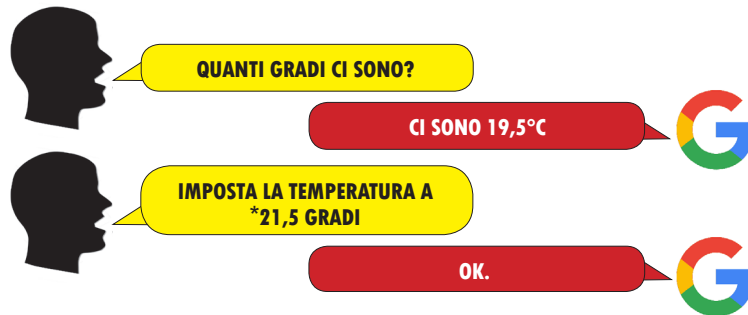 QUANTI GRADI CI SONO?
CI SONO 19,5°C
IMPOSTA LA TEMPERATURA A
*21,5 GRADI
OK.